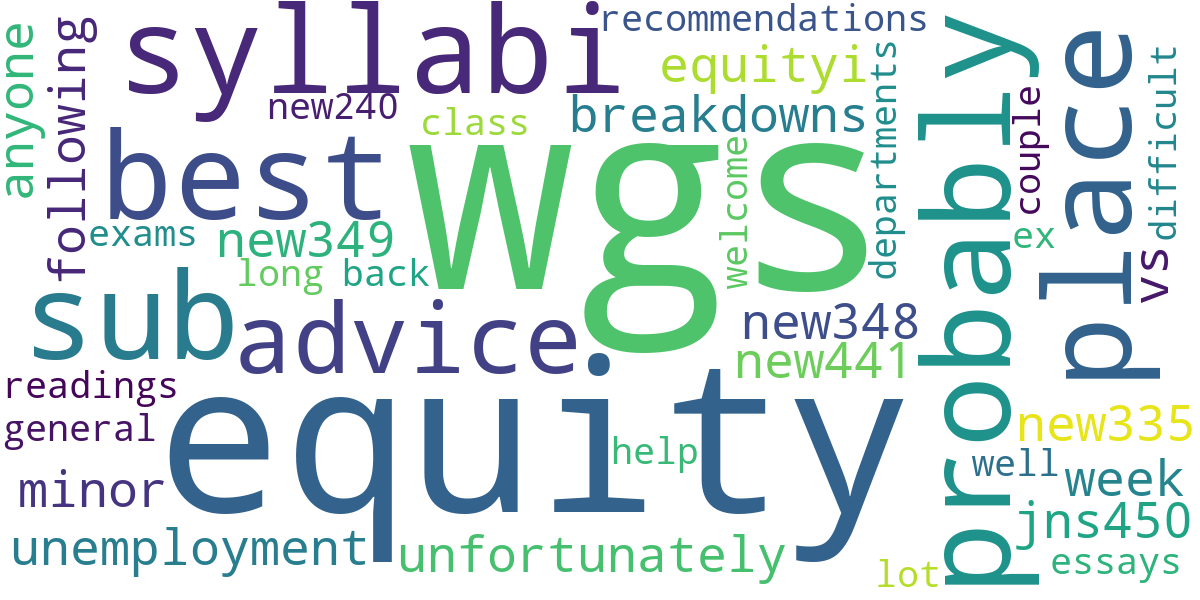 syllabi
recommendations
anyone
following
new240
class
equityi
breakdowns
departments
probably
place
couple
difficult
best
wgs
welcome
exams
new349
long
back
ex
vs
sub
advice
new348
new441
readings
general
equity
help
new335
well
week
minor
jns450
unemployment
unfortunately
lot
essays